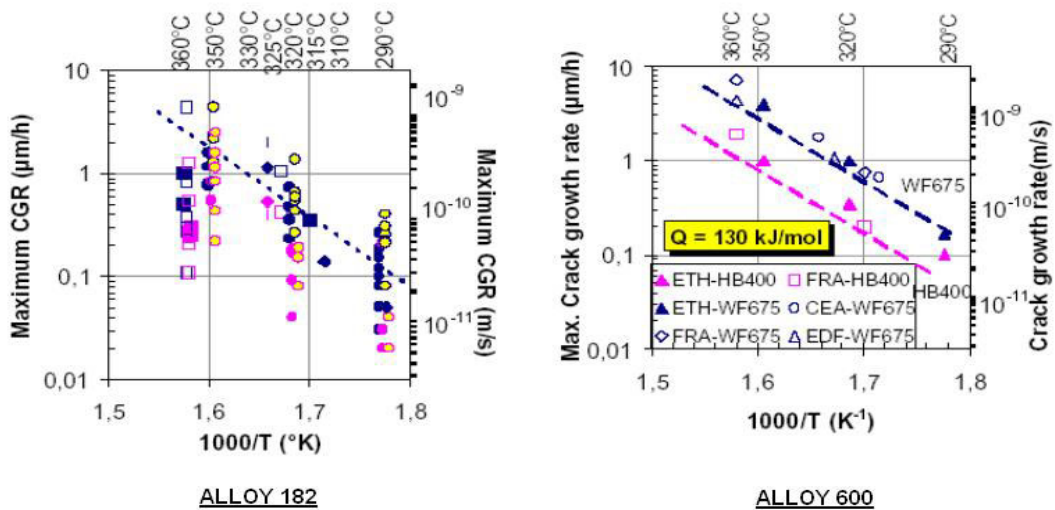 360°C
350°C
330°C
325°C
320°C
315°C
310°C
290°C
10
1
0,1
0,01
Maximum CGR (µm/h)
10⁻⁹
10⁻¹⁰
10⁻¹¹
Maximum CGR (m/s)
1,5 1,6 1,7 1,8
1000/T (°K)
ALLOY 182
360°C
350°C
320°C
290°C
10
1
0,1
0,01
Max. Crack growth rate (µm/h)
10⁻⁹
10⁻¹⁰
10⁻¹¹
Crack growth rate(m/s)
WF675
Q = 130 kJ/mol
HB400
ETH-HB400 FRA-HB400
ETH-WF675 CEA-WF675
FRA-WF675 EDF-WF675
1,5 1,6 1,7 1,8
1000/T (K⁻¹)
ALLOY 600